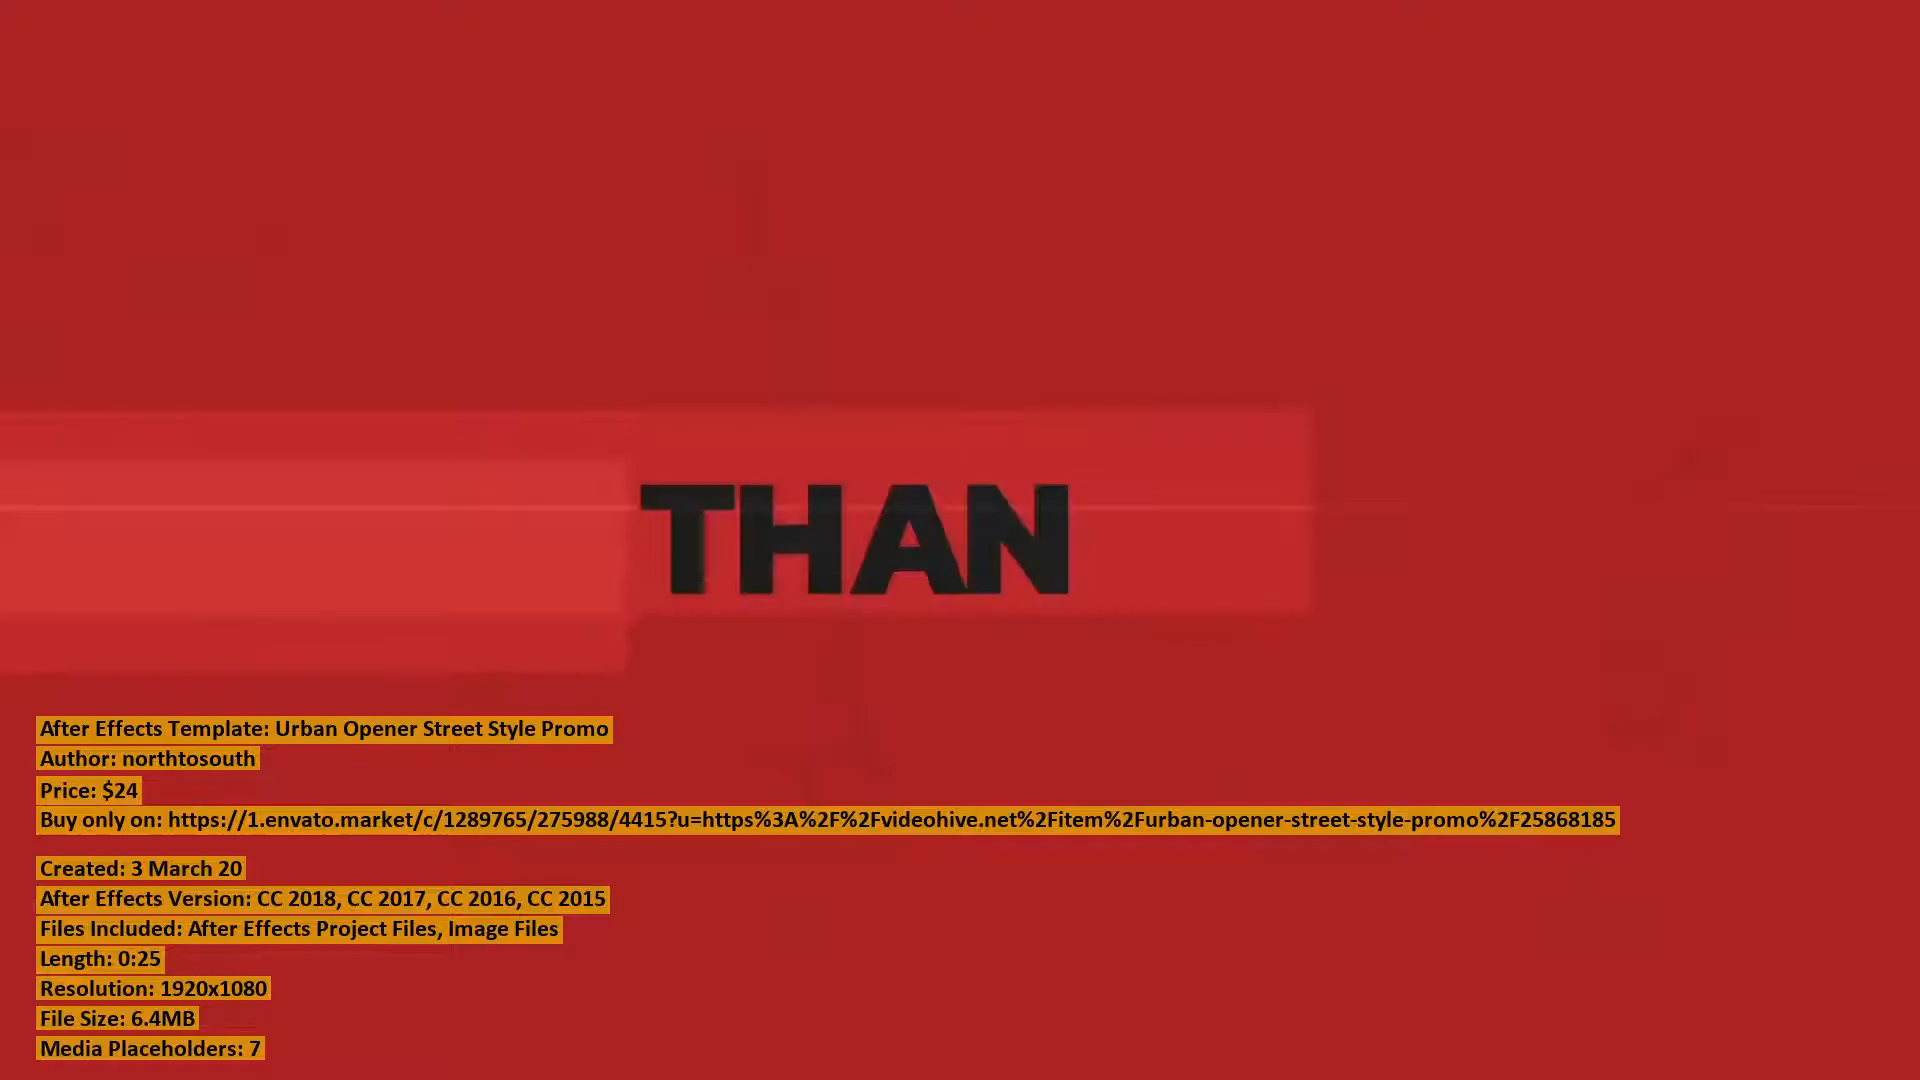 THAN
After Effects Template: Urban Opener Street Style Promo
Author: northtosouth
Price: $24
Buy only on: https://1.envato.market/c/1289765/275988/4415?u=https%3A%2F%2Fvideohive.net%2Fitem%2Furban-opener-street-style-promo%2F25868185
Created: 3 March 20
After Effects Version: CC 2018, CC 2017, CC 2016, CC 2015
Files Included: After Effects Project Files, Image Files
Length: 0:25
Resolution: 1920x1080
File Size: 6.4MB
Media Placeholders: 7